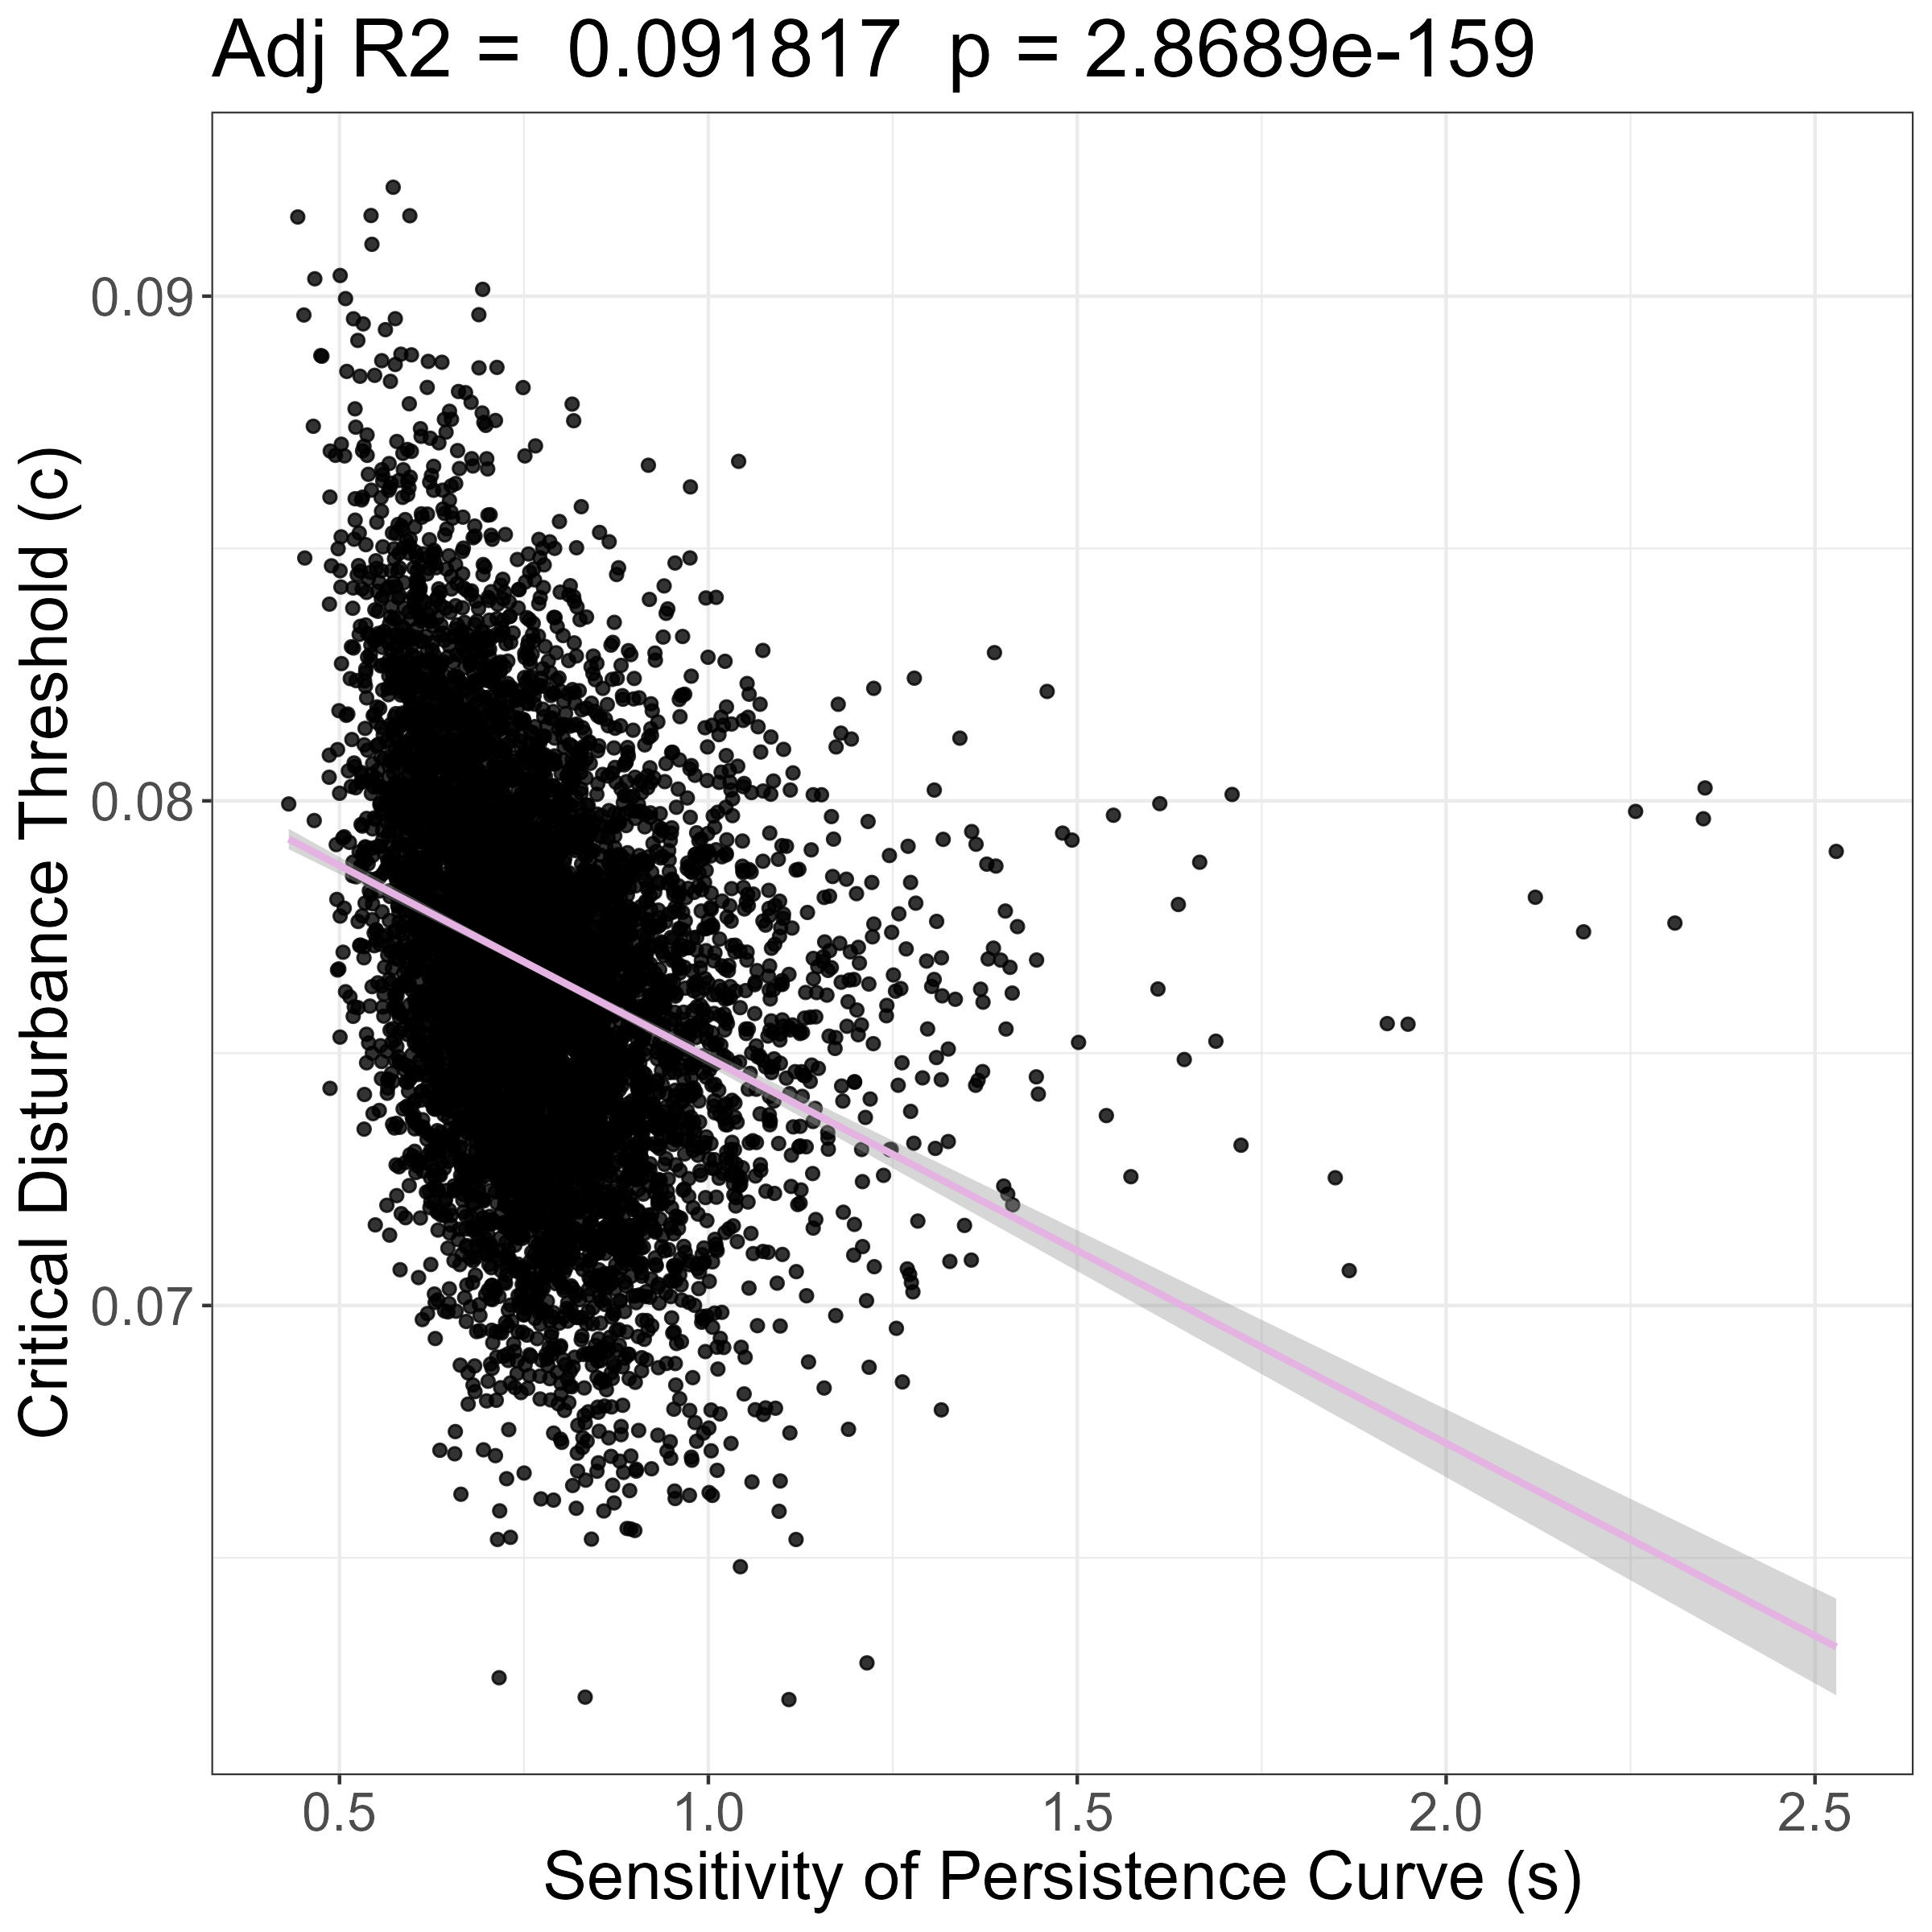 Adj R2 =  0.091817  p = 2.8689e-159
Critical Disturbance Threshold (c)
0.09
0.08
0.07
0.5 1.0 1.5 2.0 2.5
Sensitivity of Persistence Curve (s)